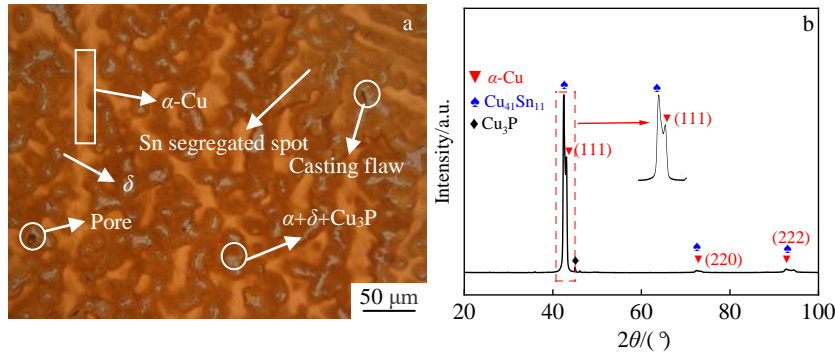 a
α-Cu
Sn segregated spot
Casting flaw
δ
Pore
α+δ+Cu₃P
50 μm
b
Intensity/a.u.
▼ α-Cu
♠ Cu₄₁Sn₁₁
♦ Cu₃P
(111)
(111)
(220)
(222)
20 40 60 80 100
2θ/(°)